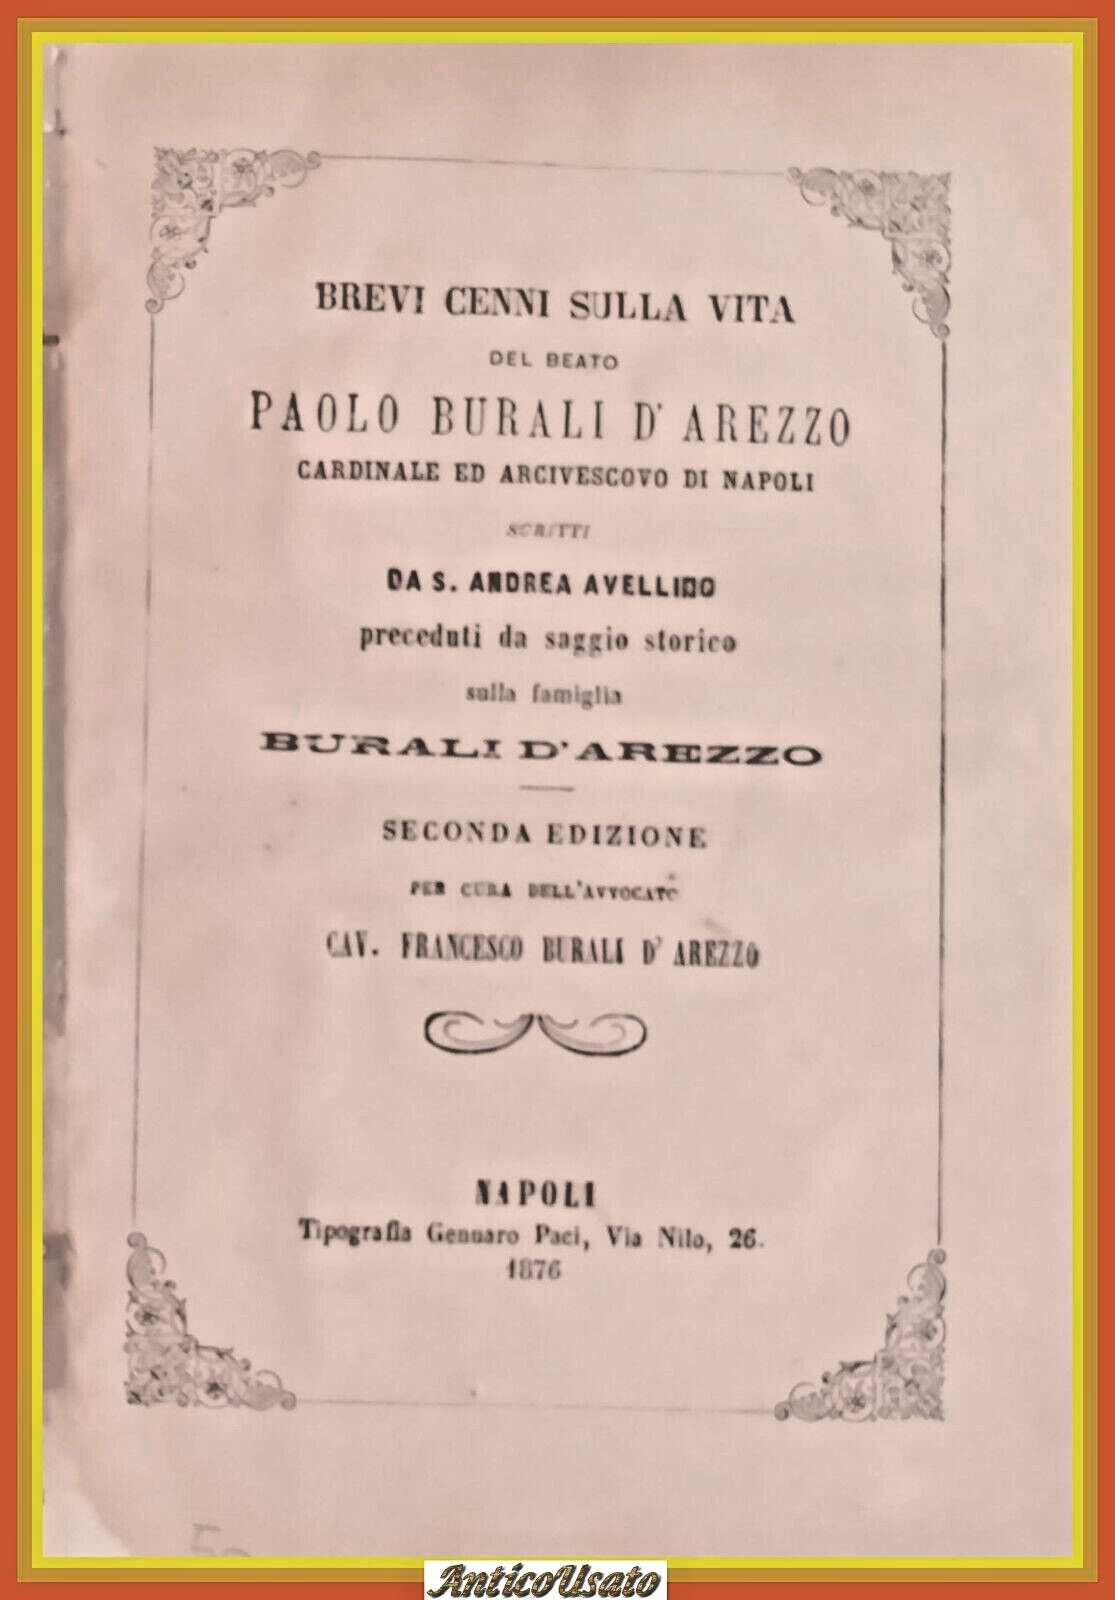 BREVI CENNI SULLA VITA
DEL BEATO
PAOLO BURALI D' AREZZO
CARDINALE ED ARCIVESCOVO DI NAPOLI
SCRITTI
DA S. ANDREA AVELLINO
preceduti da saggio storico
sulla famiglia
BURALI D'AREZZO
SECONDA EDIZIONE
PER CURA DELL'AVVOCATO
CAV. FRANCESCO BURALI D' AREZZO
NAPOLI
Tipografia Gennaro Paci, Via Nilo, 26.
1876
AnticoUsato